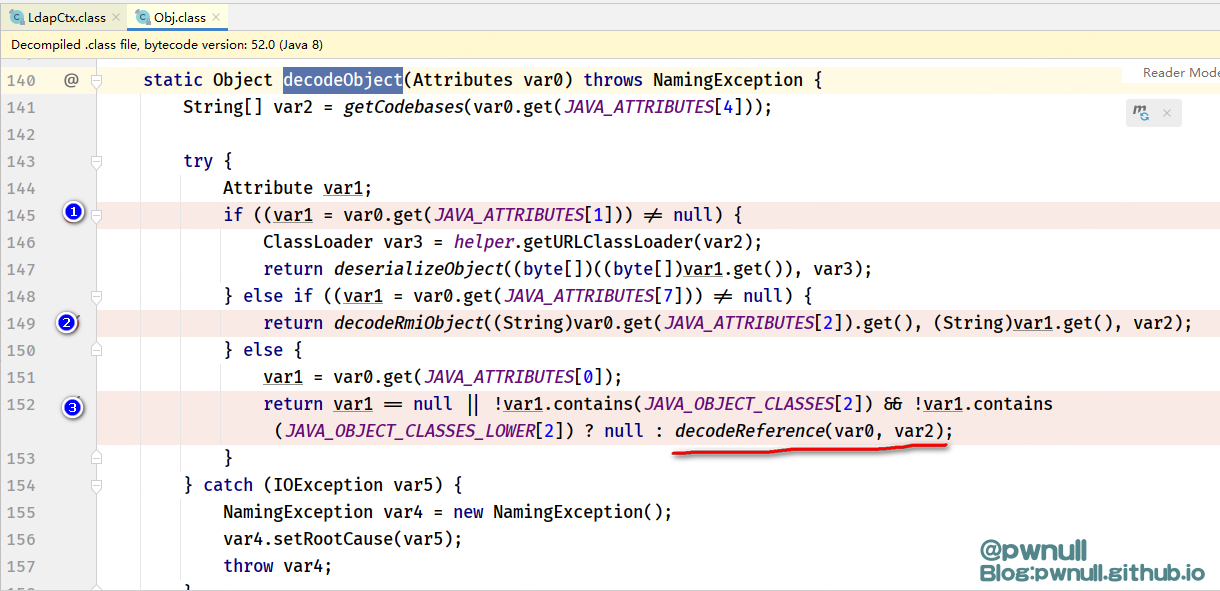 LdapCtx.class × Obj.class ×
Decompiled .class file, bytecode version: 52.0 (Java 8)
Reader Mode
140 @ static Object decodeObject(Attributes var0) throws NamingException {
141 String[] var2 = getCodebases(var0.get(JAVA_ATTRIBUTES[4]));
142
143 try {
144 Attribute var1;
1 145 if ((var1 = var0.get(JAVA_ATTRIBUTES[1])) != null) {
146 ClassLoader var3 = helper.getURLClassLoader(var2);
147 return deserializeObject((byte[])((byte[])var1.get()), var3);
148 } else if ((var1 = var0.get(JAVA_ATTRIBUTES[7])) != null) {
2 149 return decodeRmiObject((String)var0.get(JAVA_ATTRIBUTES[2]).get(), (String)var1.get(), var2);
150 } else {
151 var1 = var0.get(JAVA_ATTRIBUTES[0]);
3 152 return var1 == null || !var1.contains(JAVA_OBJECT_CLASSES[2]) && !var1.contains
(JAVA_OBJECT_CLASSES_LOWER[2]) ? null : decodeReference(var0, var2);
153 }
154 } catch (IOException var5) {
155 NamingException var4 = new NamingException();
156 var4.setRootCause(var5);
157 throw var4;
@pwnull
Blog:pwnull.github.io